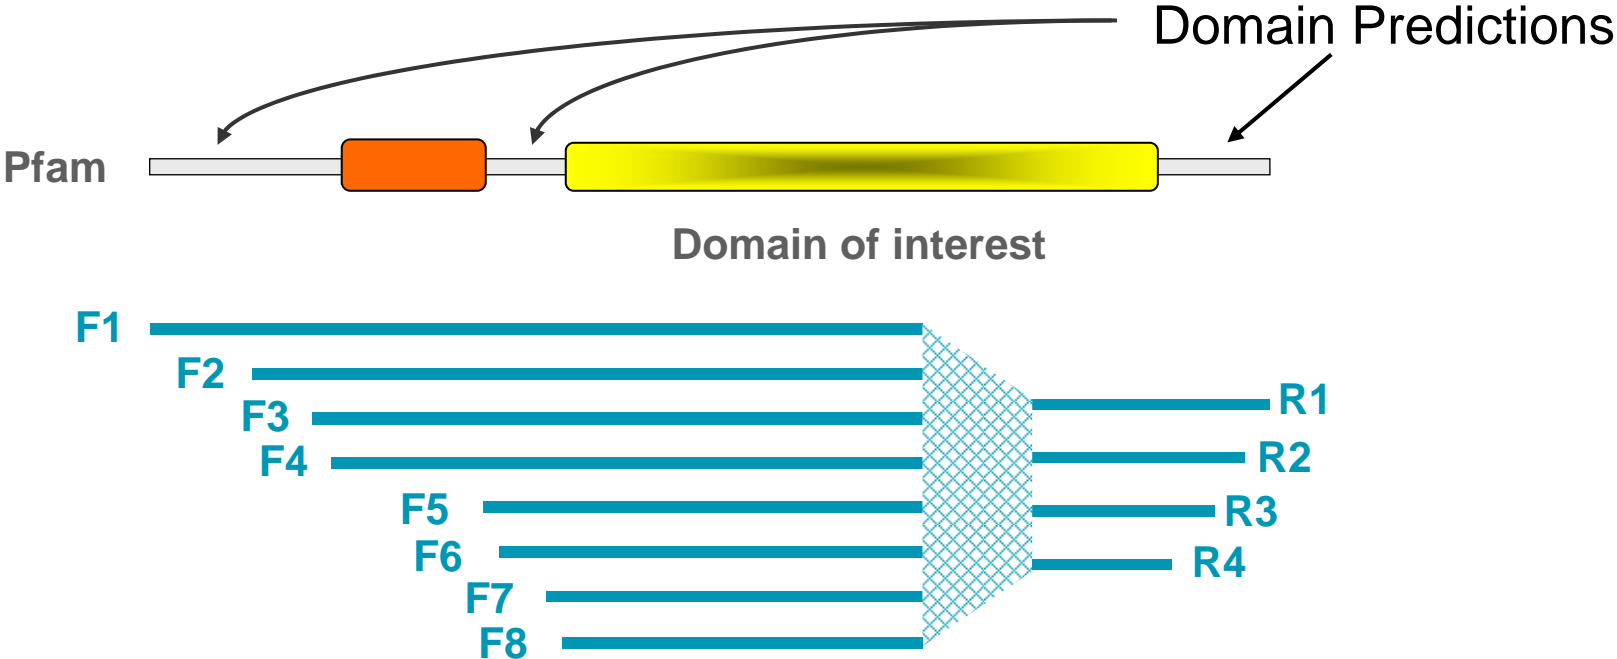 Domain Predictions
Pfam
Domain of interest
F1
F2
F3
F4
F5
F6
F7
F8
R1
R2
R3
R4